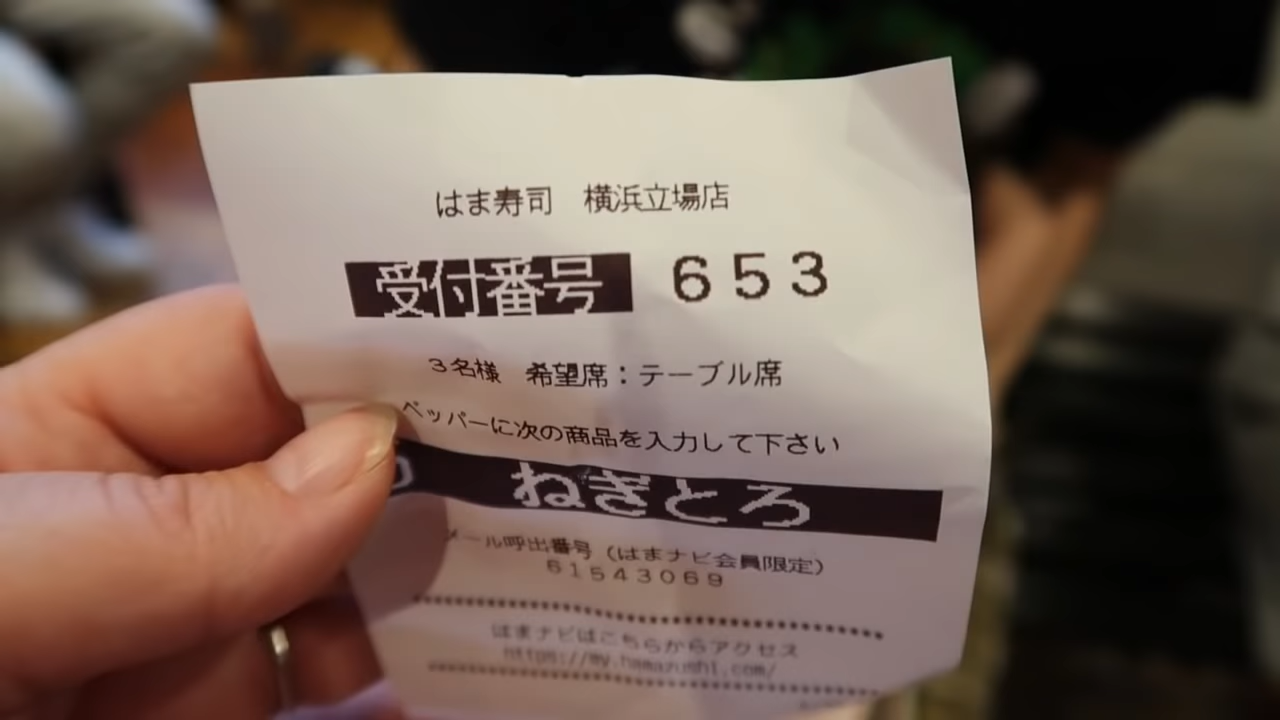 はま寿司 横浜立場店
受付番号 653
3名様 希望席:テーブル席
ペッパーに次の商品を入力して下さい
ねぎとろ
メール呼出番号(はまナビ会員限定)
61543069
はまナビはこちらからアクセス
https://my.hamazushi.com/